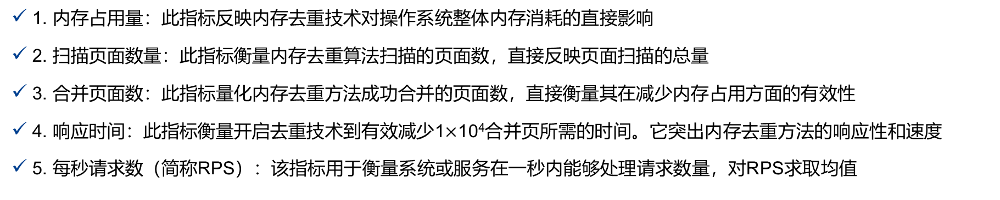 ✓ 1. 内存占用量：此指标反映内存去重技术对操作系统整体内存消耗的直接影响
✓ 2. 扫描页面数量：此指标衡量内存去重算法扫描的页面数，直接反映页面扫描的总量
✓ 3. 合并页面数：此指标量化内存去重方法成功合并的页面数，直接衡量其在减少内存占用方面的有效性
✓ 4. 响应时间：此指标衡量开启去重技术到有效减少1×10⁴合并页所需的时间。它突出内存去重方法的响应性和速度
✓ 5. 每秒请求数（简称RPS）：该指标用于衡量系统或服务在一秒内能够处理请求数量，对RPS求取均值